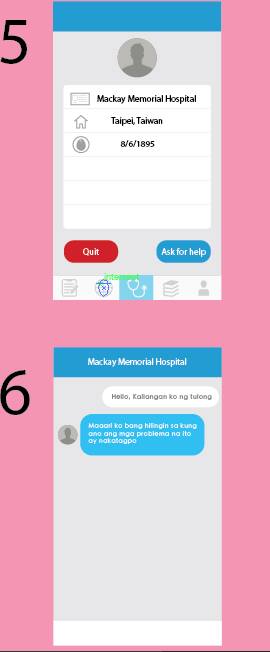 5
Mackay Memorial Hospital
Taipei, Taiwan
8/6/1895
Quit
Ask for help
intersect
6
Mackay Memorial Hospital
Hello, Kailangan ko ng tulong
Maaari ko bang hilingin sa kung
ano ang mga problema na ito
ay nakatagpo